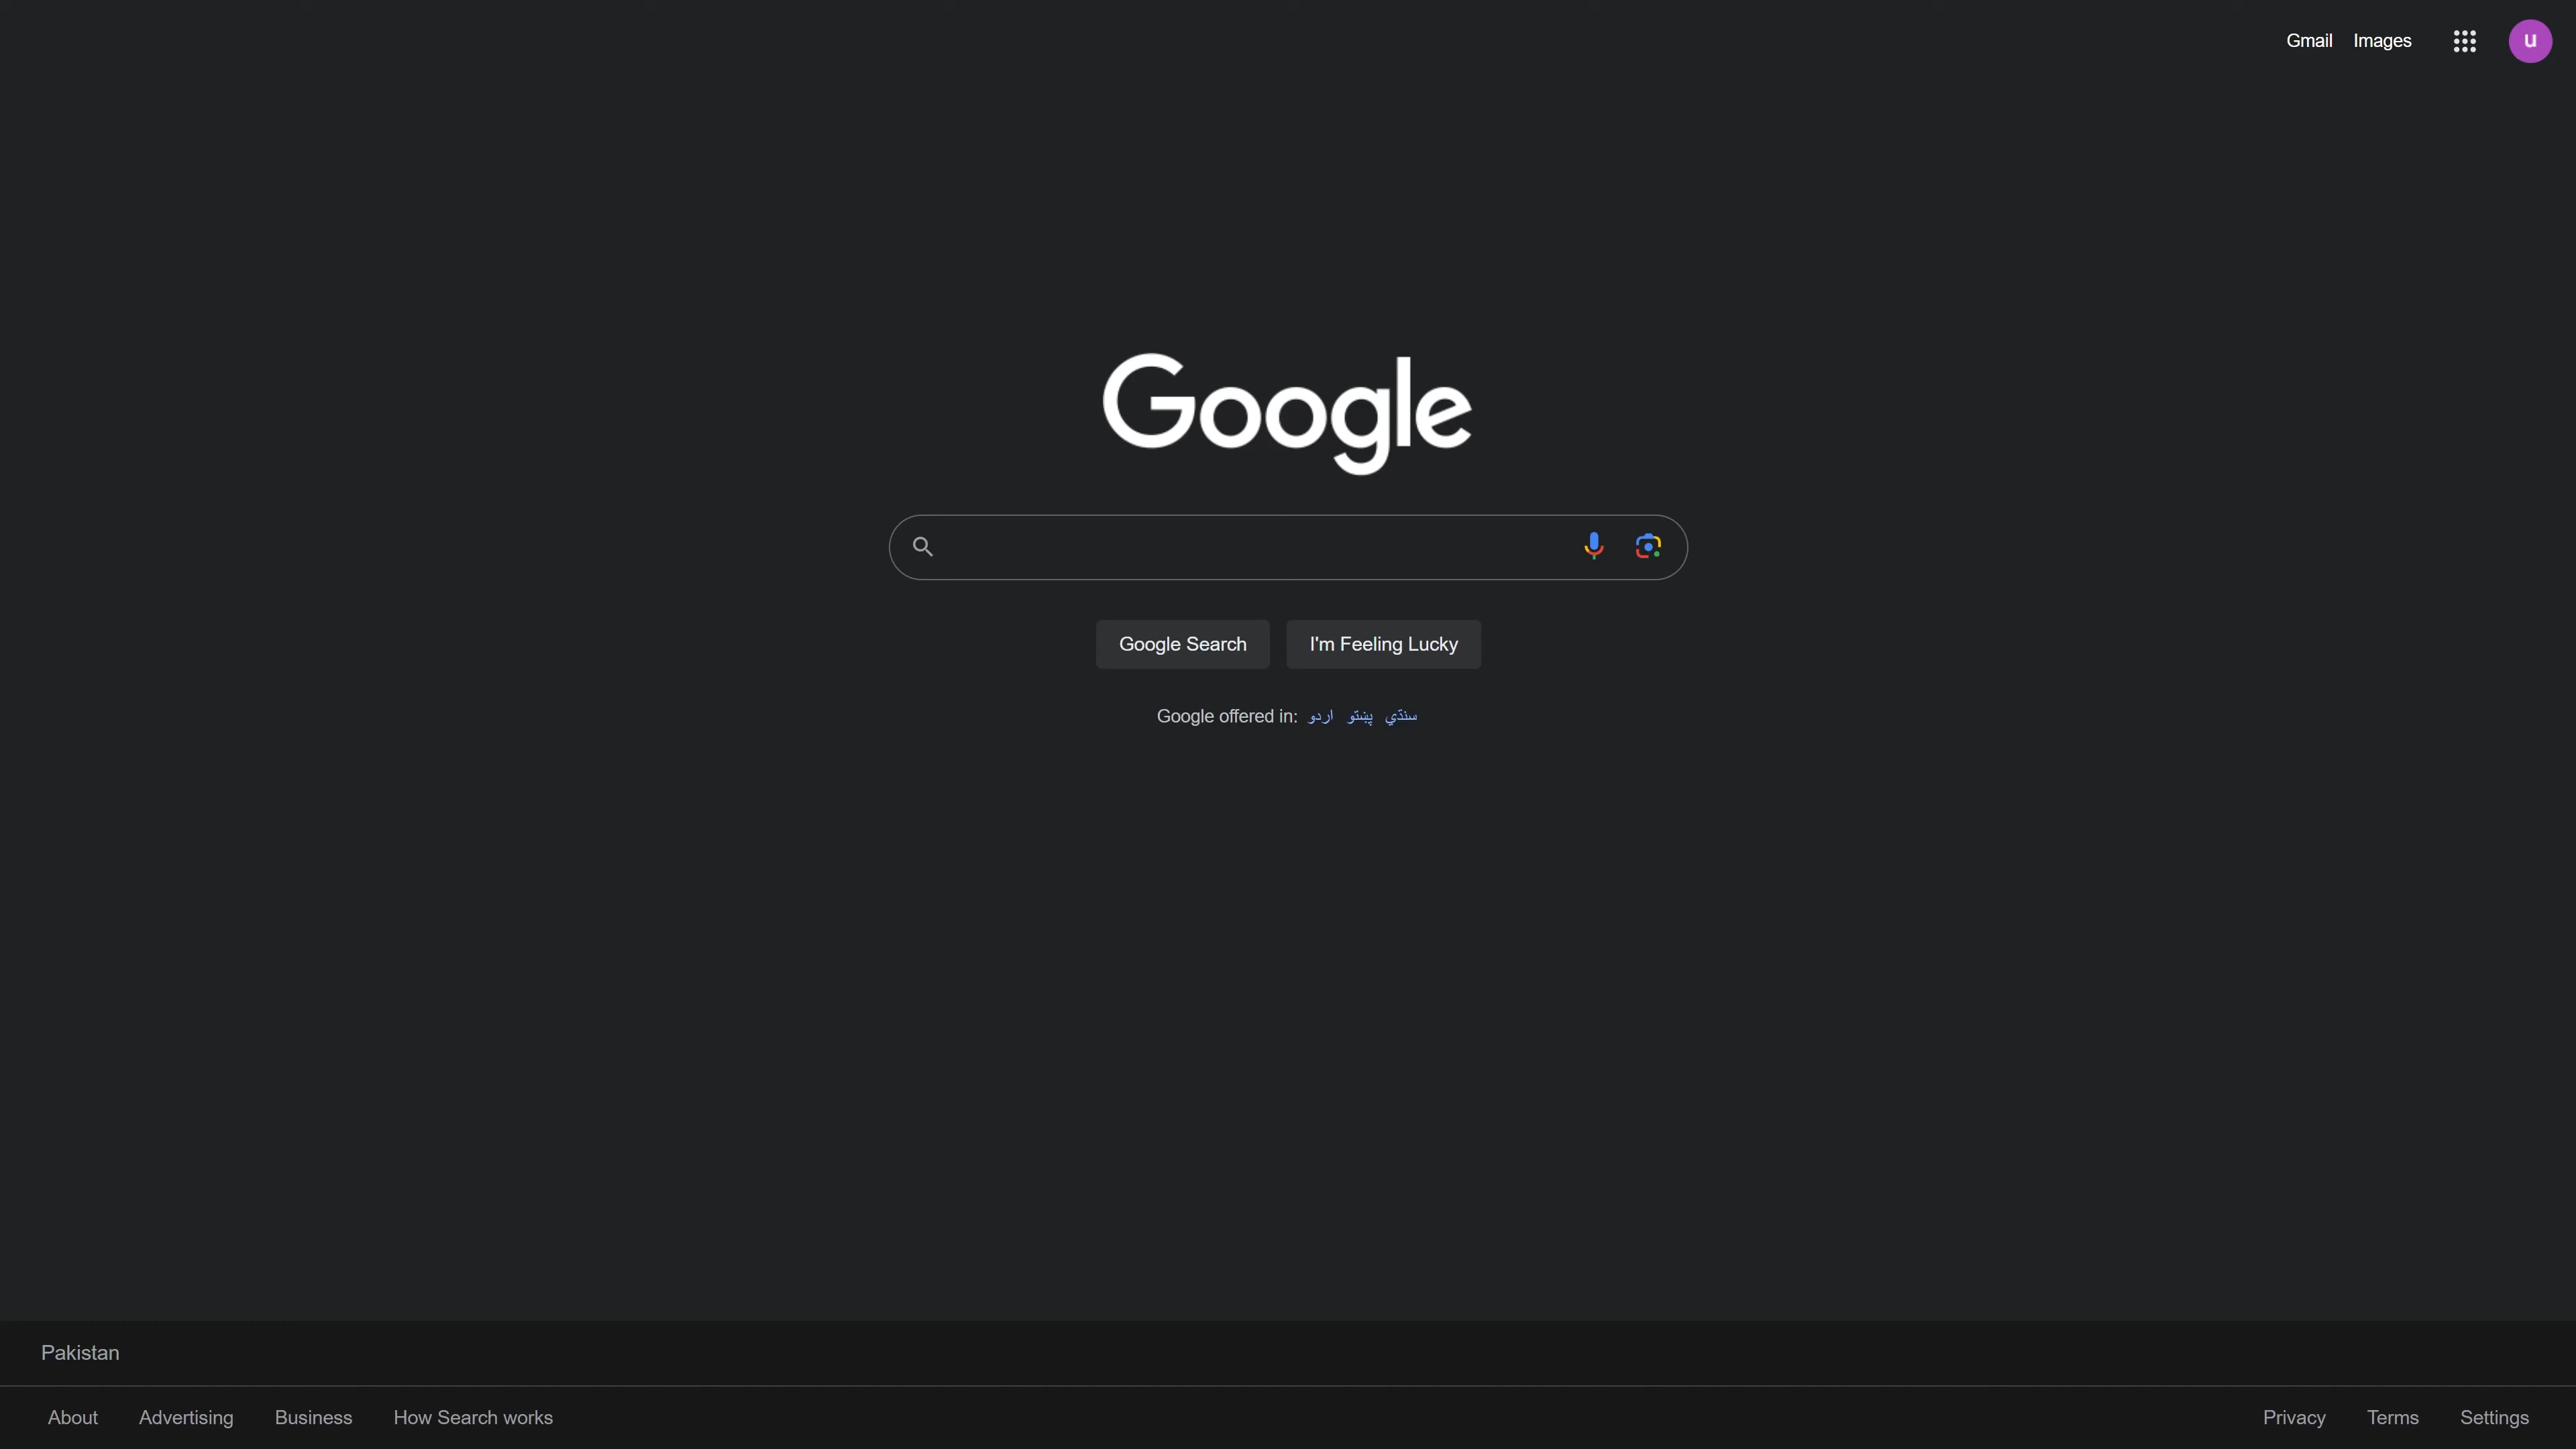 Gmail Images u
Google
Google Search I'm Feeling Lucky
Google offered in: اردو پښتو سنڌي
Pakistan
About Advertising Business How Search works Privacy Terms Settings